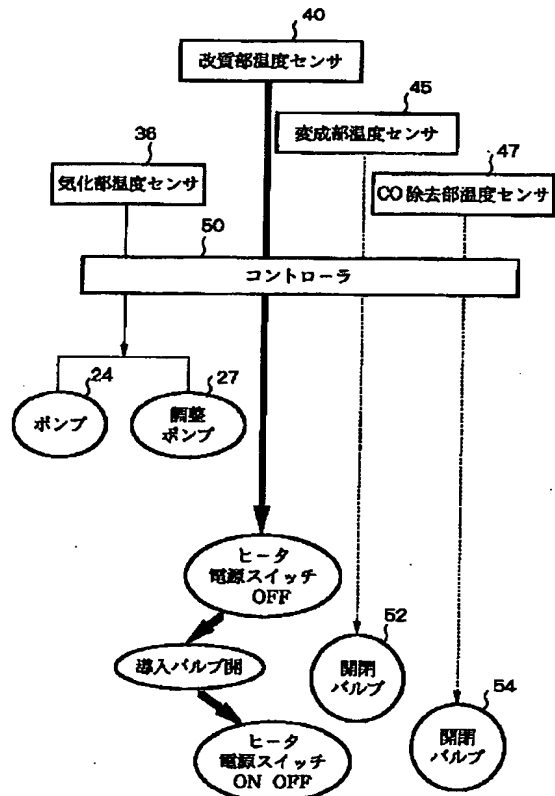 40
改質部温度センサ
45
変成部温度センサ
36
気化部温度センサ
47
CO 除去部温度センサ
50
コントローラ
24
ポンプ
27
調整
ポンプ
ヒータ
電源スイッチ
OFF
導入バルブ開
52
開閉
バルブ
54
開閉
バルブ
ヒータ
電源スイッチ
ON OFF